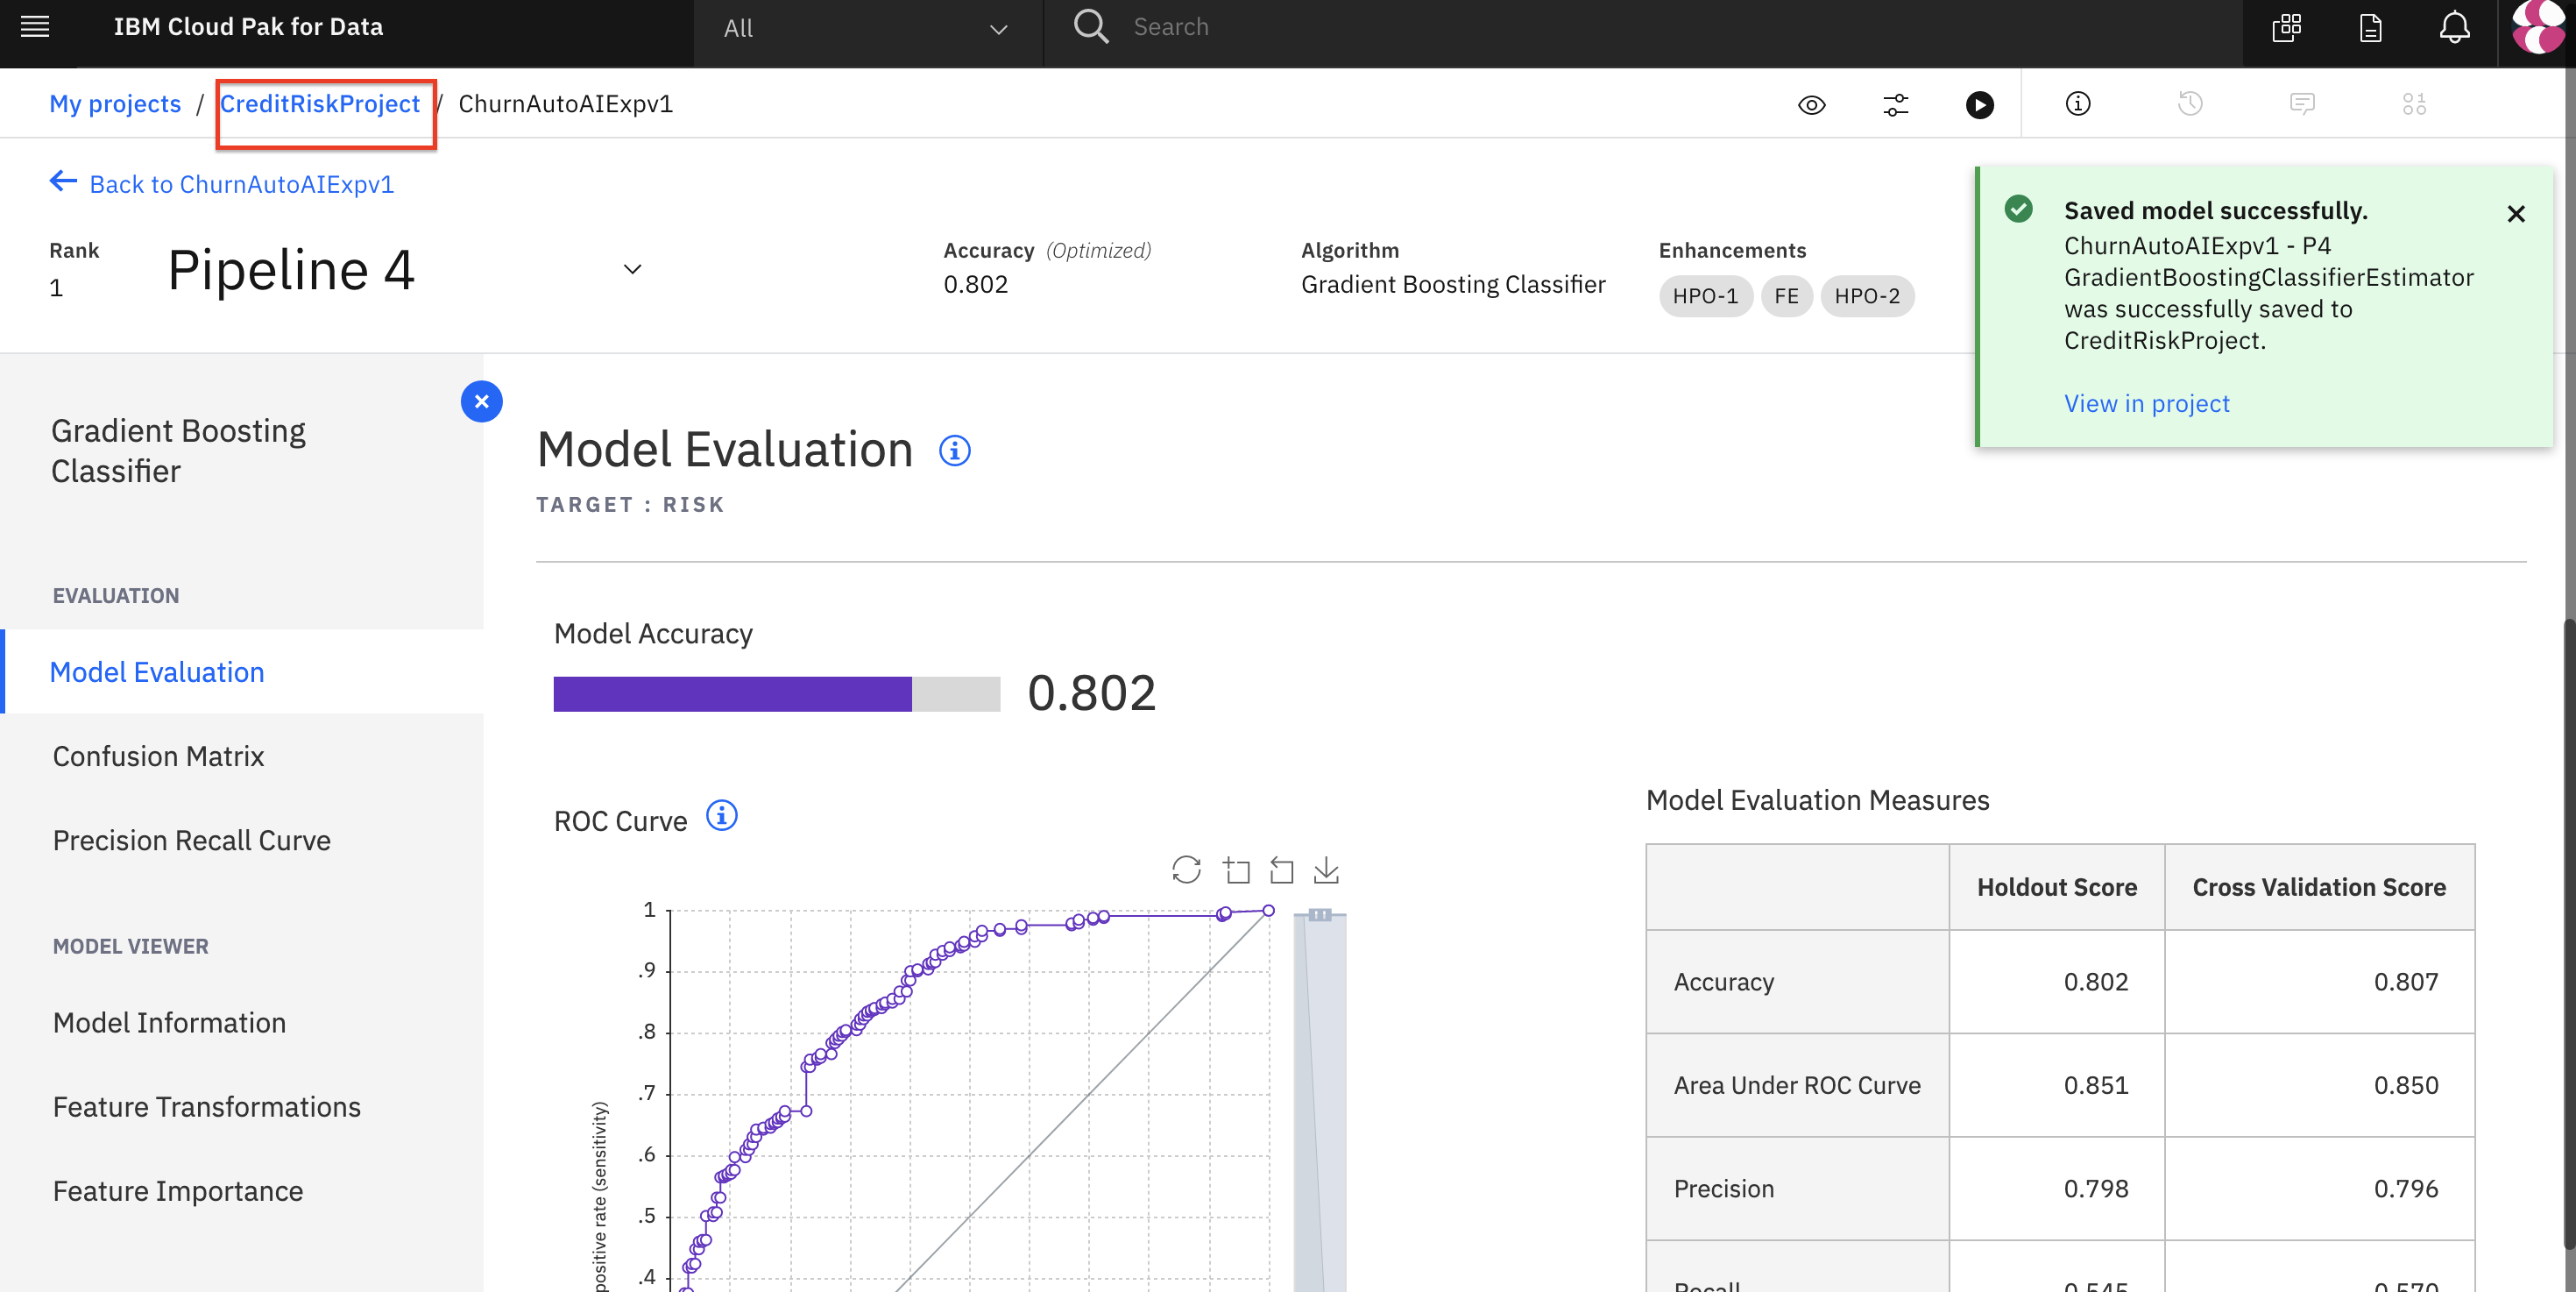 IBM Cloud Pak for Data
All
Search
My projects / CreditRiskProject / ChurnAutoAIExpv1
Back to ChurnAutoAIExpv1
Rank
1
Pipeline 4
Accuracy (Optimized)
0.802
Algorithm
Gradient Boosting Classifier
Enhancements
HPO-1 FE HPO-2
Saved model successfully.
ChurnAutoAIExpv1 - P4
GradientBoostingClassifierEstimator
was successfully saved to
CreditRiskProject.
View in project
Gradient Boosting
Classifier
EVALUATION
Model Evaluation
Confusion Matrix
Precision Recall Curve
MODEL VIEWER
Model Information
Feature Transformations
Feature Importance
Model Evaluation
TARGET : RISK
Model Accuracy
0.802
ROC Curve
1
.9
.8
.7
.6
.5
.4
positive rate (sensitivity)
Model Evaluation Measures
Holdout Score Cross Validation Score
Accuracy 0.802 0.807
Area Under ROC Curve 0.851 0.850
Precision 0.798 0.796
Recall 0.545 0.570